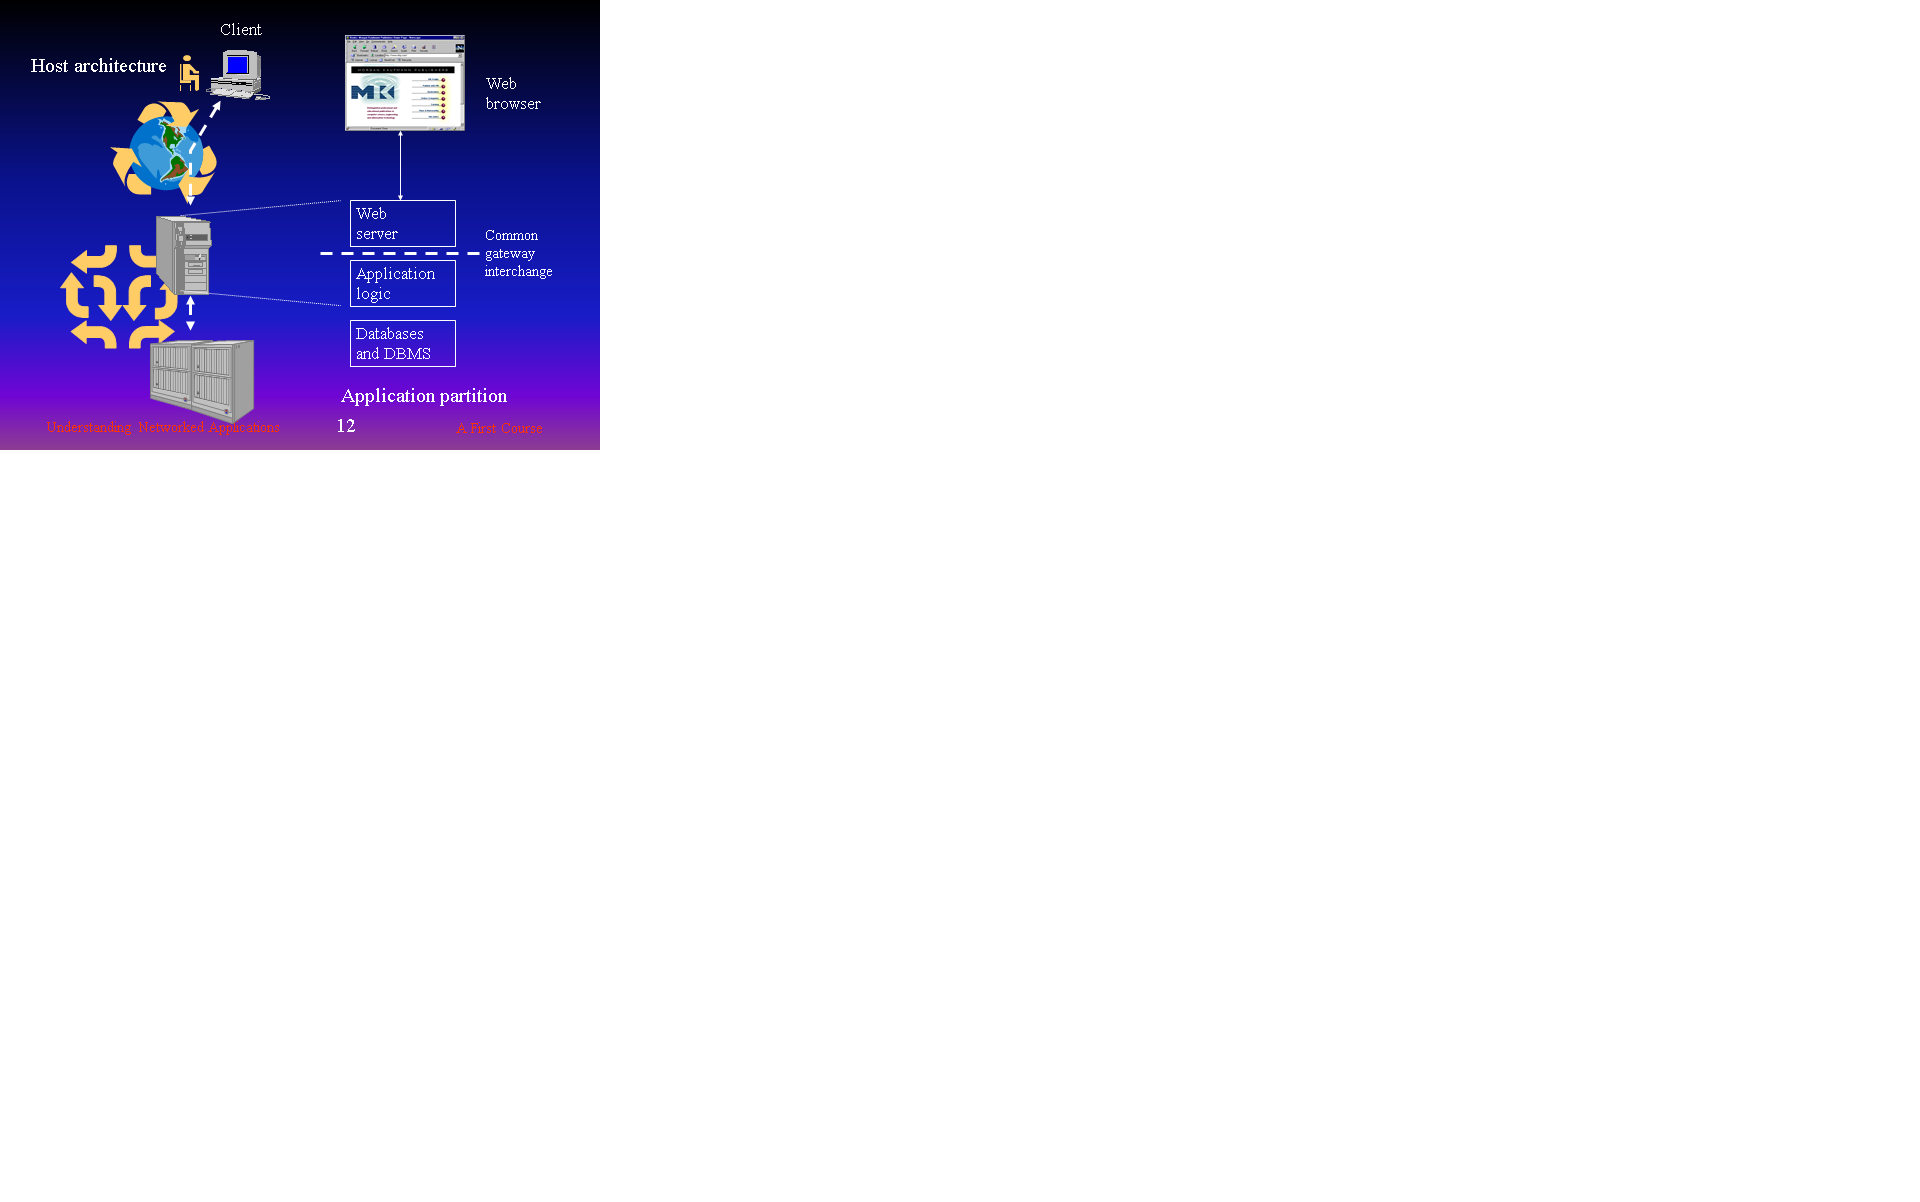 Client
Host architecture
Web
browser
Web
server
Common
gateway
interchange
Application
logic
Databases
and DBMS
Application partition
Understanding Networked Applications
12
A First Course